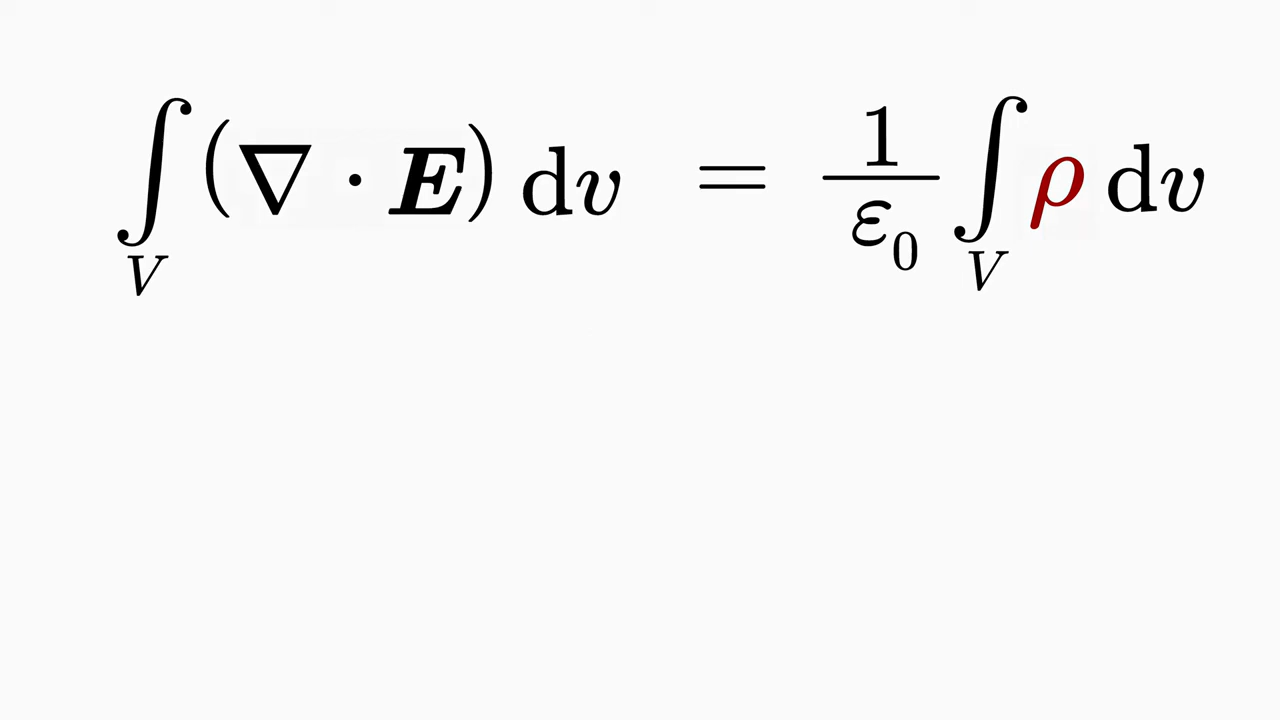 ∫_V (∇ · E) dv = 1/ε₀ ∫_V ρ dv